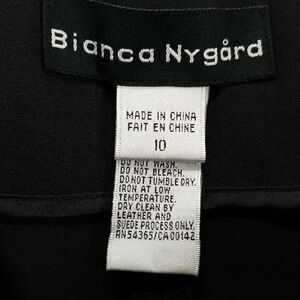 Bianca Nygård
MADE IN CHINA
FAIT EN CHINE
10
DO NOT WASH.
DO NOT BLEACH.
DO NOT TUMBLE DRY.
IRON AT LOW
TEMPERATURE.
DRY CLEAN BY
LEATHER AND
SUEDE PROCESS ONLY.
RN54365/CA00142